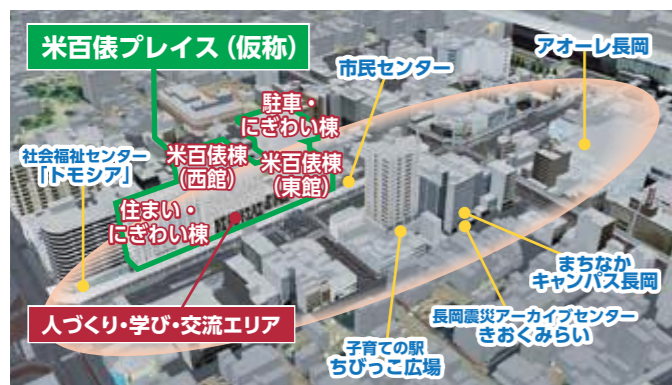 米百俵プレイス（仮称）
アオーレ長岡
市民センター
駐車・
にぎわい棟
社会福祉センター
「トモシア」
米百俵棟
（西館）
米百俵棟
（東館）
住まい・
にぎわい棟
まちなか
キャンパス長岡
人づくり・学び・交流エリア
長岡震災アーカイブセンター
きおくみらい
子育ての駅
ちびっこ広場